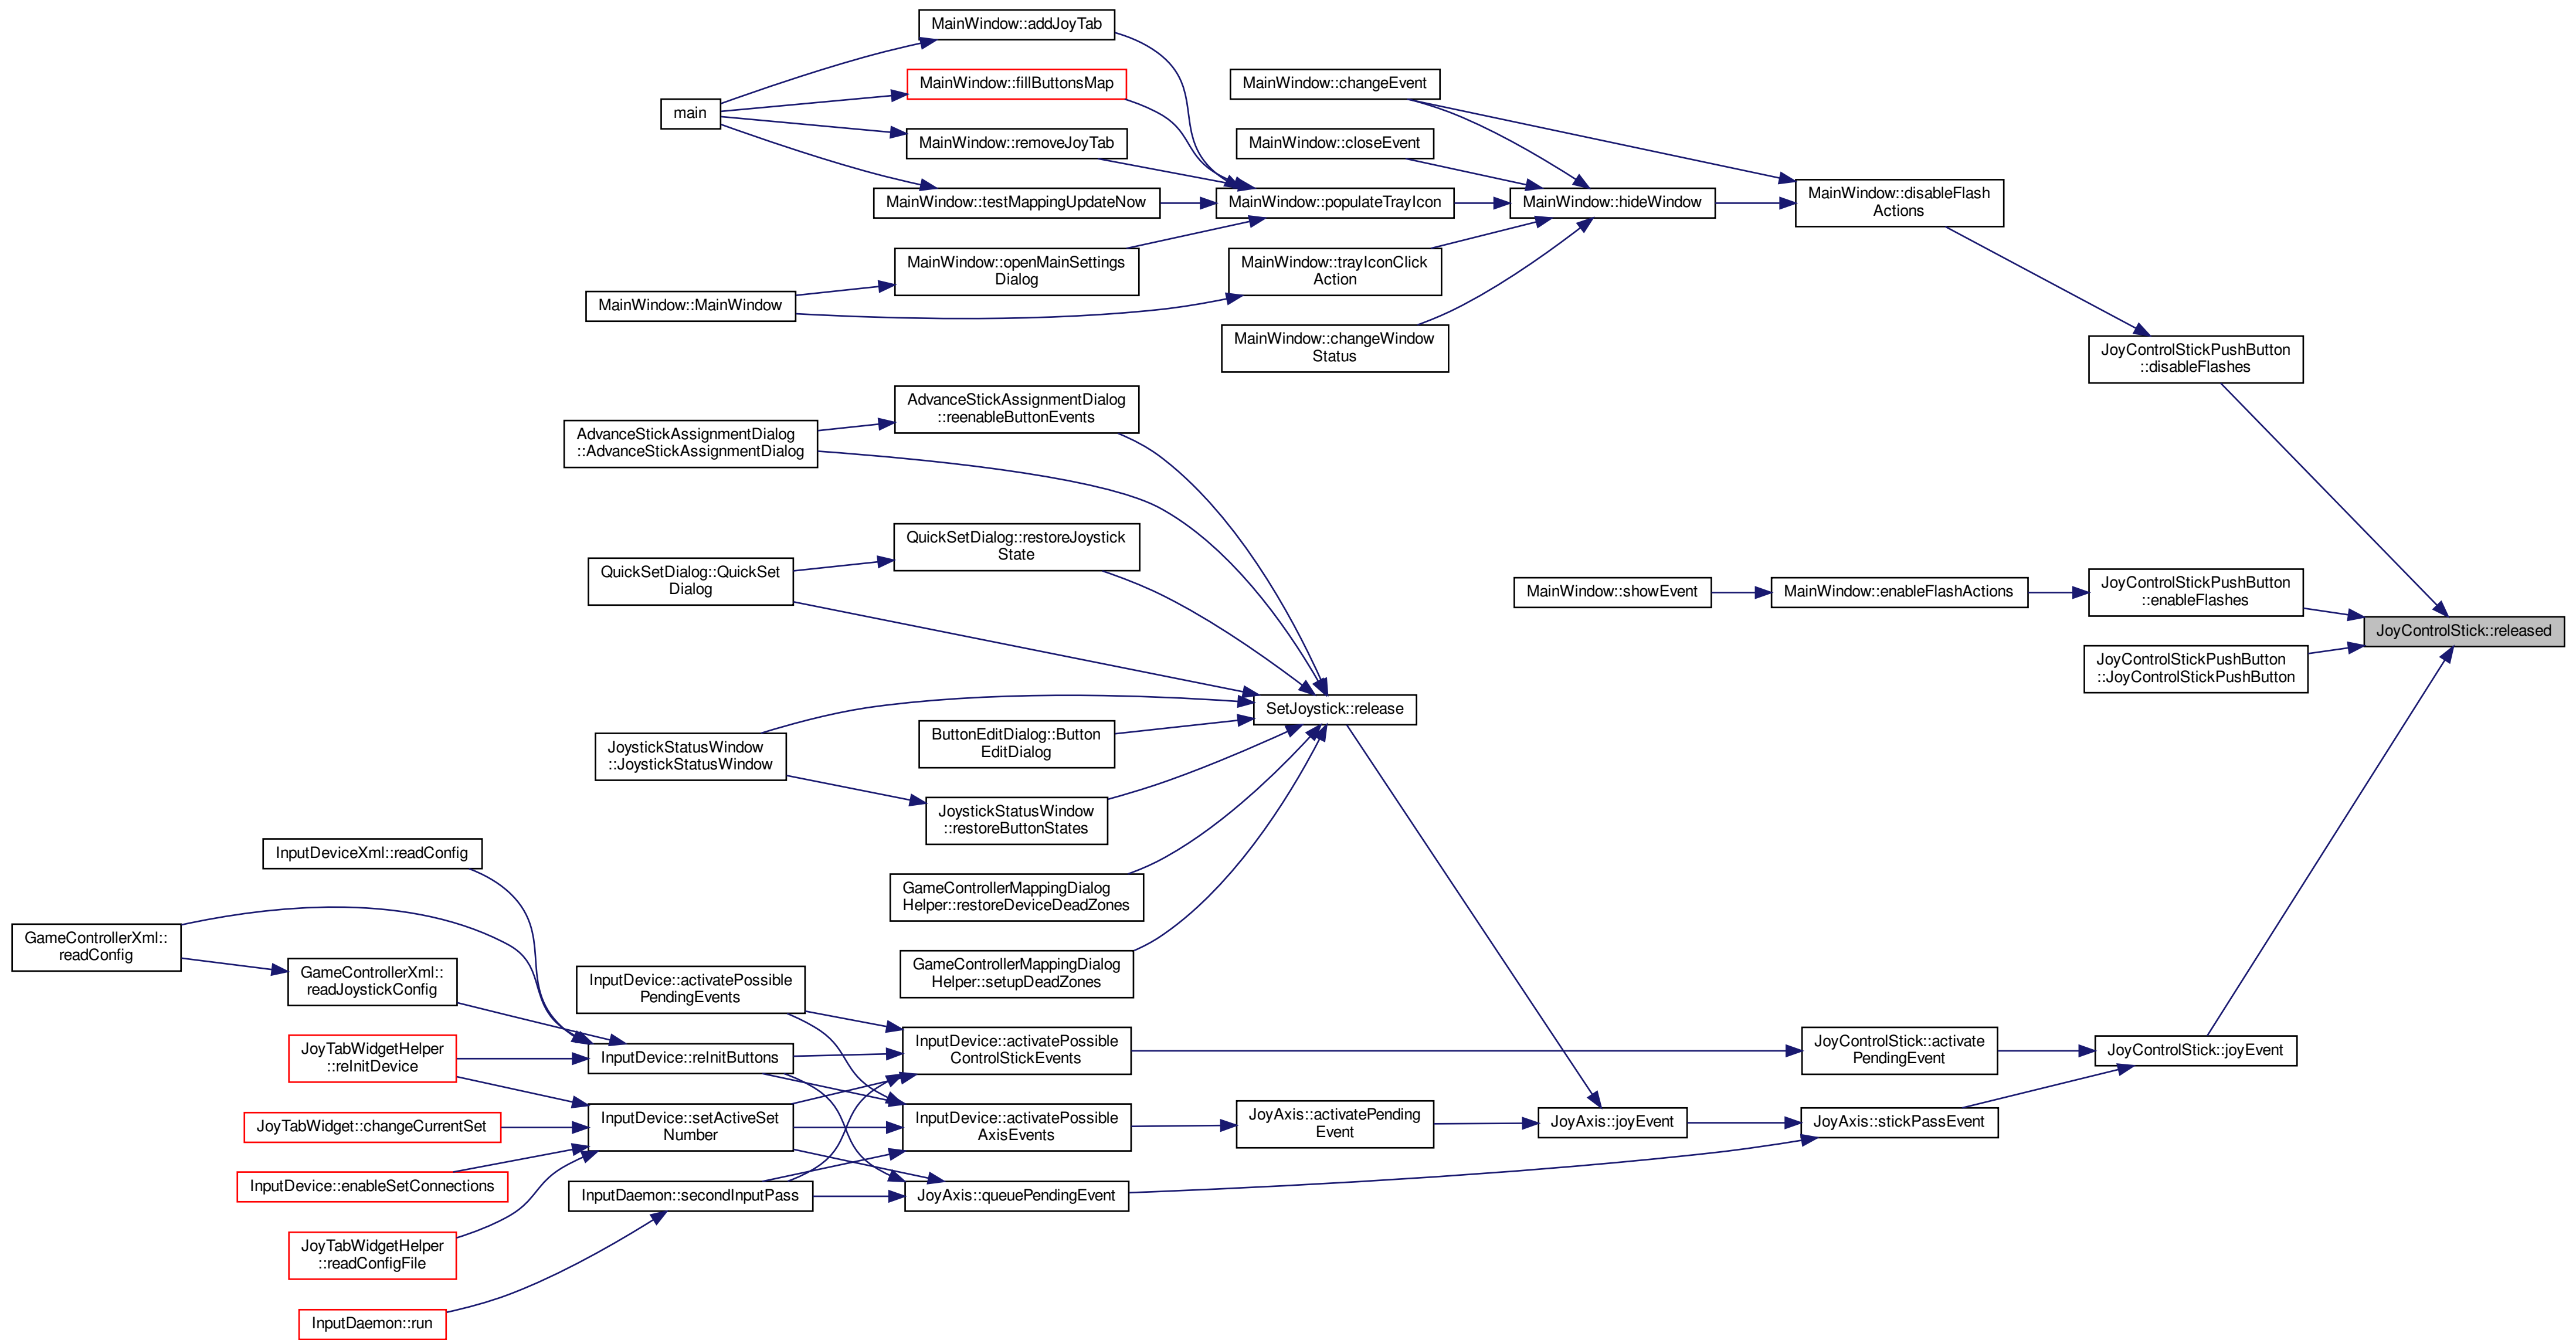 MainWindow::addJoyTab
MainWindow::fillButtonsMap
MainWindow::changeEvent
main
MainWindow::removeJoyTab
MainWindow::closeEvent
MainWindow::testMappingUpdateNow
MainWindow::populateTrayIcon
MainWindow::hideWindow
MainWindow::disableFlash
Actions
MainWindow::openMainSettings
Dialog
MainWindow::trayIconClick
Action
MainWindow::MainWindow
MainWindow::changeWindow
Status
JoyControlStickPushButton
::disableFlashes
AdvanceStickAssignmentDialog
::reenableButtonEvents
AdvanceStickAssignmentDialog
::AdvanceStickAssignmentDialog
QuickSetDialog::restoreJoystick
State
QuickSetDialog::QuickSet
Dialog
MainWindow::showEvent
MainWindow::enableFlashActions
JoyControlStickPushButton
::enableFlashes
JoyControlStick::released
JoyControlStickPushButton
::JoyControlStickPushButton
SetJoystick::release
ButtonEditDialog::Button
EditDialog
JoystickStatusWindow
::JoystickStatusWindow
JoystickStatusWindow
::restoreButtonStates
InputDeviceXml::readConfig
GameControllerMappingDialog
Helper::restoreDeviceDeadZones
GameControllerXml::
readConfig
GameControllerXml::
readJoystickConfig
InputDevice::activatePossible
PendingEvents
GameControllerMappingDialog
Helper::setupDeadZones
JoyTabWidgetHelper
::reInitDevice
InputDevice::reInitButtons
InputDevice::activatePossible
ControlStickEvents
JoyControlStick::activate
PendingEvent
JoyControlStick::joyEvent
JoyTabWidget::changeCurrentSet
InputDevice::setActiveSet
Number
InputDevice::activatePossible
AxisEvents
JoyAxis::activatePending
Event
JoyAxis::joyEvent
JoyAxis::stickPassEvent
InputDevice::enableSetConnections
InputDaemon::secondInputPass
JoyAxis::queuePendingEvent
JoyTabWidgetHelper
::readConfigFile
InputDaemon::run